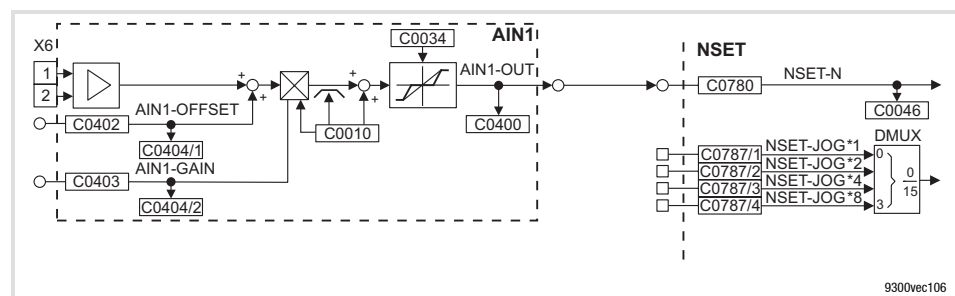 X6
1
2
AIN1
C0034
AIN1-OUT
C0400
+
+
+
+
C0402
AIN1-OFFSET
C0404/1
C0010
C0403
AIN1-GAIN
C0404/2
NSET
C0780
NSET-N
C0046
DMUX
C0787/1
NSET-JOG*1
C0787/2
NSET-JOG*2
C0787/3
NSET-JOG*4
C0787/4
NSET-JOG*8
0
3
0
15
9300vec106